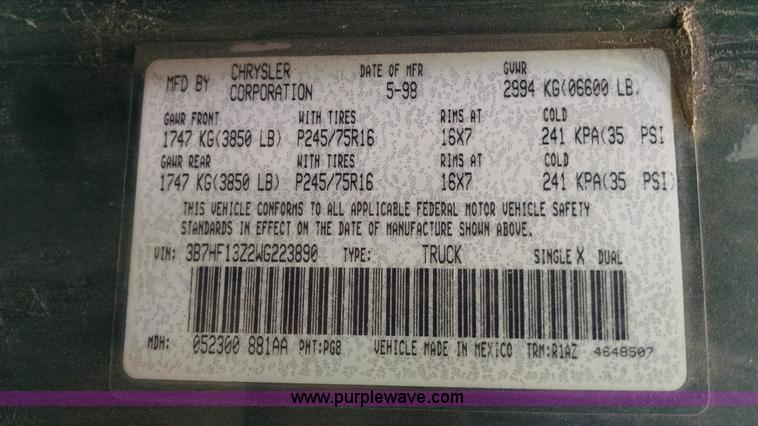 MFD BY CHRYSLER CORPORATION DATE OF MFR 5-98 GVWR 2994 KG(06600 LB)
GAWR FRONT WITH TIRES RIMS AT COLD
1747 KG(3850 LB) P245/75R16 16X7 241 KPA(35 PSI
GAWR REAR WITH TIRES RIMS AT COLD
1747 KG(3850 LB) P245/75R16 16X7 241 KPA(35 PSI)
THIS VEHICLE CONFORMS TO ALL APPLICABLE FEDERAL MOTOR VEHICLE SAFETY
STANDARDS IN EFFECT ON THE DATE OF MANUFACTURE SHOWN ABOVE.
VIN: 3B7HF13Z2WG223890 TYPE: TRUCK SINGLE X DUAL
MDH: 052300 881AA PNT:PG8 VEHICLE MADE IN MEXICO TRM:R1AZ 4648507
www.purplewave.com